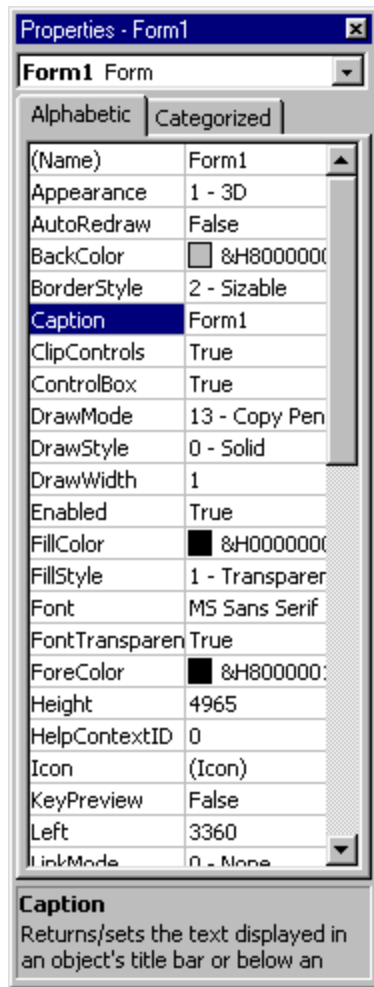 Properties - Form1
Form1 Form
Alphabetic Categorized
(Name) Form1
Appearance 1 - 3D
AutoRedraw False
BackColor &H8000000
BorderStyle 2 - Sizable
Caption Form1
ClipControls True
ControlBox True
DrawMode 13 - Copy Pen
DrawStyle 0 - Solid
DrawWidth 1
Enabled True
FillColor &H0000000
FillStyle 1 - Transparen
Font MS Sans Serif
FontTransparen True
ForeColor &H8000001
Height 4965
HelpContextID 0
Icon (Icon)
KeyPreview False
Left 3360
LinkMode 0 - None
Caption
Returns/sets the text displayed in
an object's title bar or below an